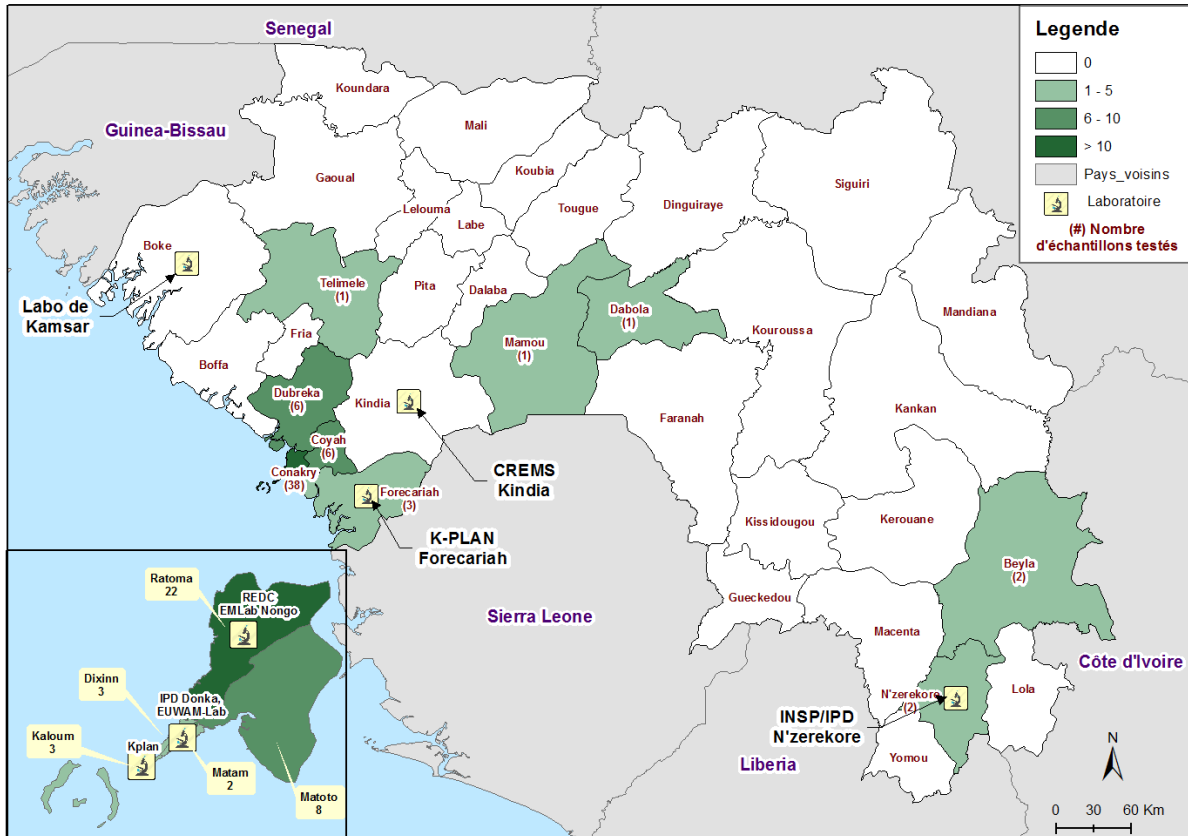 Senegal
Koundara
Guinea-Bissau
Mali
Koubia
Gaoual
Lelouma
Labe
Tougue
Dinguiraye
Siguiri
Boke
Labo de
Kamsar
Telimele
(1)
Pita
Dalaba
Dabola
(1)
Mandiana
Kouroussa
Fria
Boffa
Mamou
(1)
Dubreka
(6)
Kindia
Faranah
Kankan
Coyah
(6)
CREMS
Kindia
Conakry
(38)
Forecariah
(3)
K-PLAN
Forecariah
Kissidougou
Kerouane
Beyla
(2)
Gueckedou
Sierra Leone
Macenta
Côte d'Ivoire
N'zerekore
(2)
Lola
INSP/IPD
N'zerekore
Yomou
Liberia
Legende
0
1 - 5
6 - 10
> 10
Pays_voisins
Laboratoire
(#) Nombre
d'échantillons testés
Ratoma
22
REDC
EMLab Nongo
Dixinn
3
IPD Donka,
EUWAM-Lab
Kaloum
3
Kplan
Matam
2
Matoto
8
N
0 30 60 Km